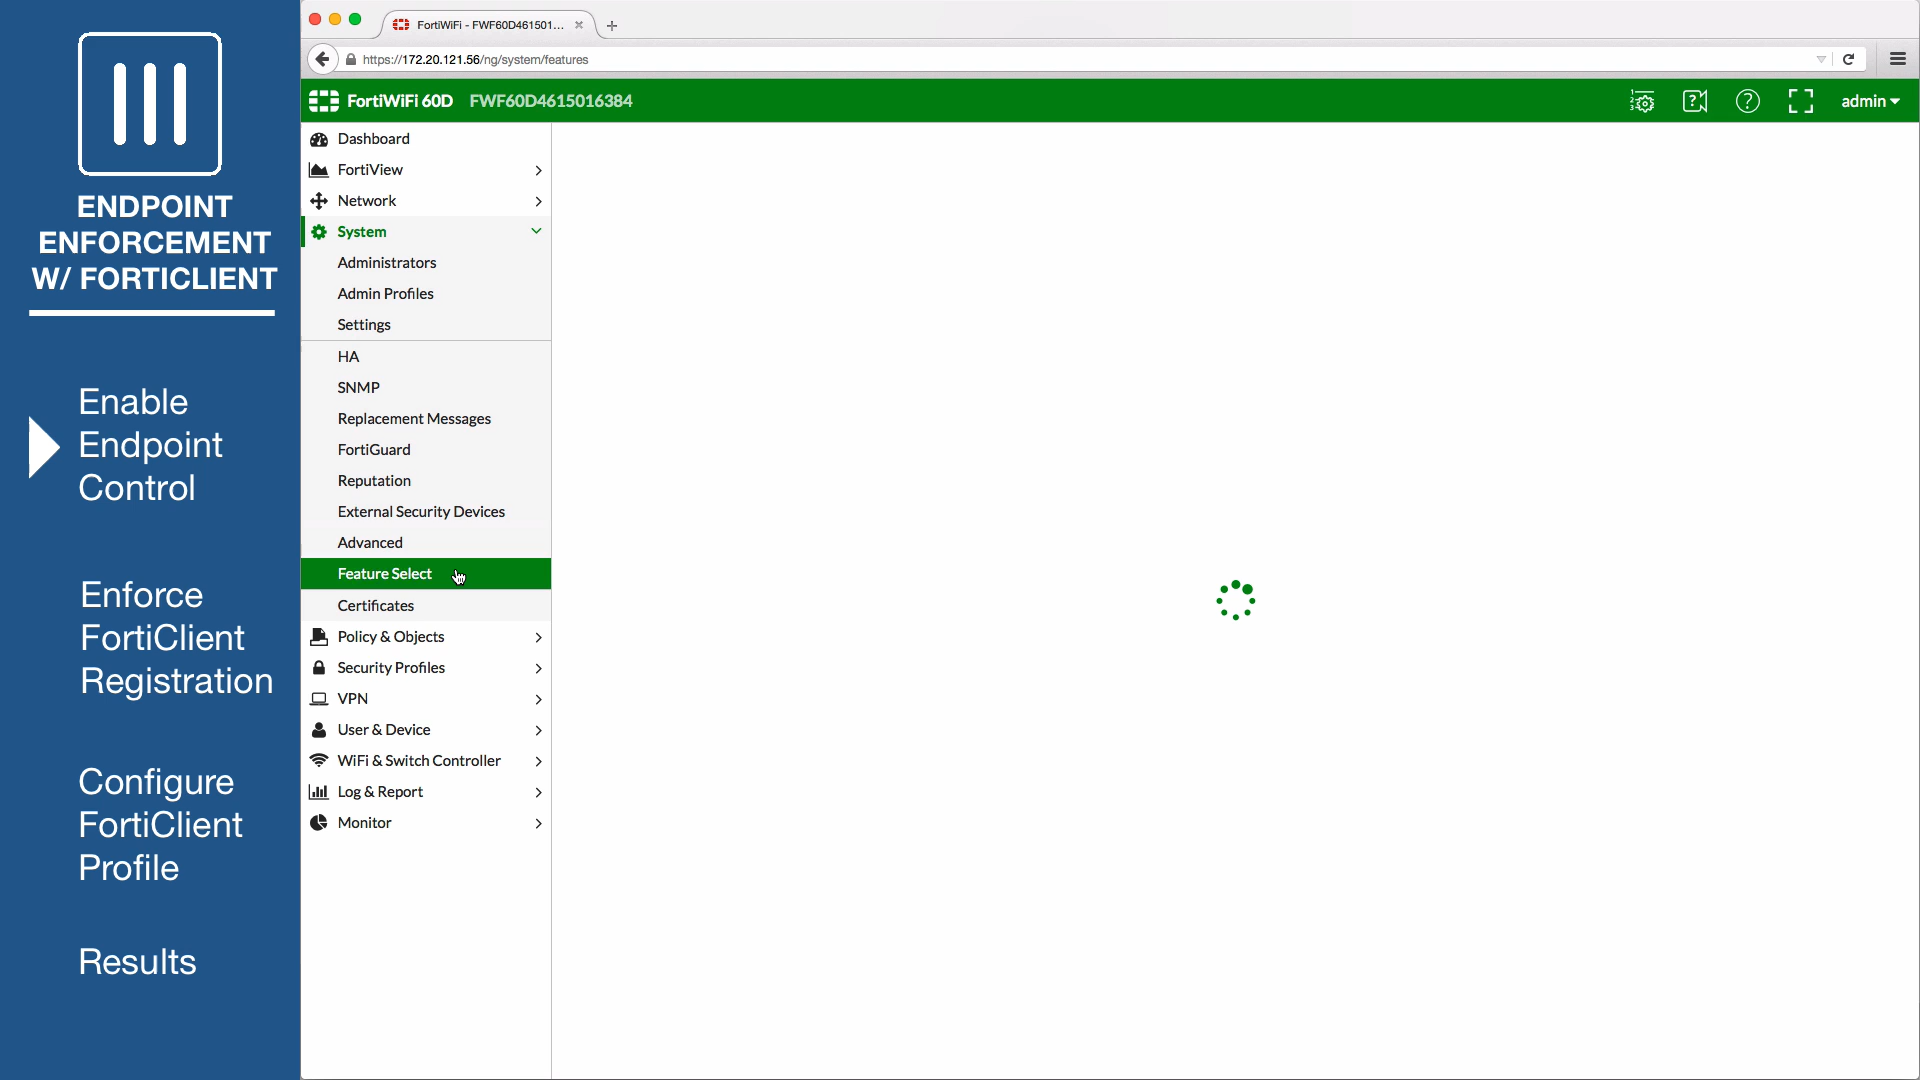 ENDPOINT
ENFORCEMENT
W/ FORTICLIENT
Enable
Endpoint
Control
Enforce
FortiClient
Registration
Configure
FortiClient
Profile
Results
FortiWiFi - FWF60D461501...
https://172.20.121.56/ng/system/features
FortiWiFi 60D FWF60D4615016384
admin
Dashboard
FortiView
Network
System
Administrators
Admin Profiles
Settings
HA
SNMP
Replacement Messages
FortiGuard
Reputation
External Security Devices
Advanced
Feature Select
Certificates
Policy & Objects
Security Profiles
VPN
User & Device
WiFi & Switch Controller
Log & Report
Monitor